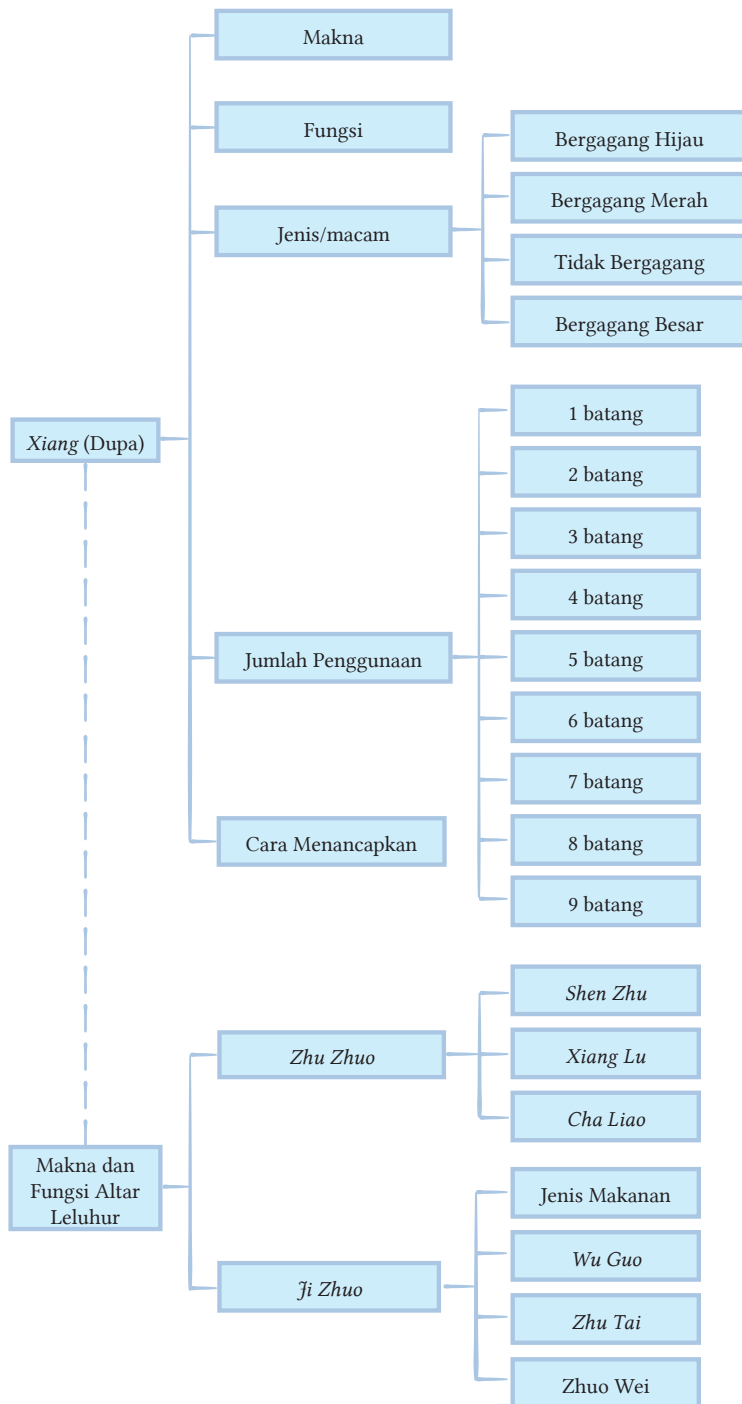 Makna
Fungsi
Bergagang Hijau
Bergagang Merah
Jenis/macam
Tidak Bergagang
Bergagang Besar
Xiang (Dupa)
1 batang
2 batang
3 batang
4 batang
Jumlah Penggunaan
5 batang
6 batang
7 batang
Cara Menancapkan
8 batang
9 batang
Makna dan
Fungsi Altar
Leluhur
Zhu Zhuo
Shen Zhu
Xiang Lu
Cha Liao
Ji Zhuo
Jenis Makanan
Wu Guo
Zhu Tai
Zhuo Wei